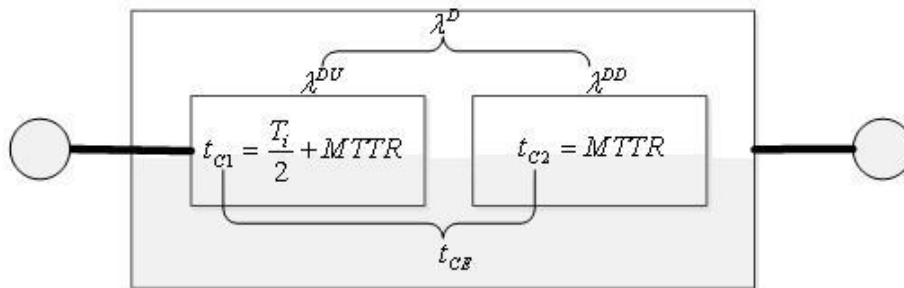 λ^D
λ^DU λ^DD
t_C1 = T_i/2 + MTTR t_C2 = MTTR
t_CE